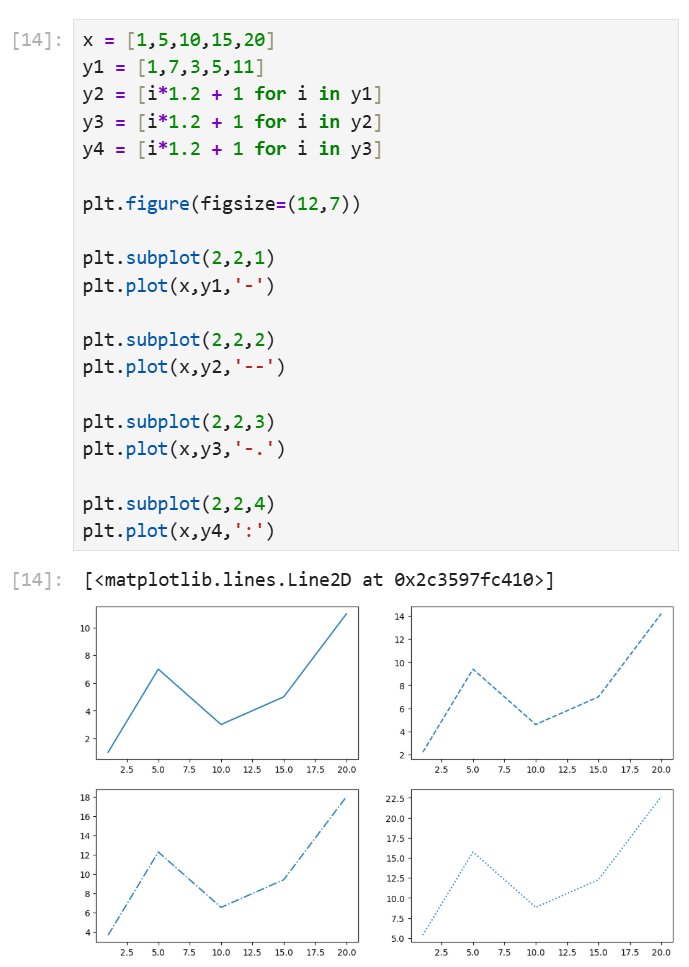 [14]: x = [1,5,10,15,20]
y1 = [1,7,3,5,11]
y2 = [i*1.2 + 1 for i in y1]
y3 = [i*1.2 + 1 for i in y2]
y4 = [i*1.2 + 1 for i in y3]
plt.figure(figsize=(12,7))
plt.subplot(2,2,1)
plt.plot(x,y1,'-')
plt.subplot(2,2,2)
plt.plot(x,y2,'--')
plt.subplot(2,2,3)
plt.plot(x,y3,'-.')
plt.subplot(2,2,4)
plt.plot(x,y4,':')
[14]: [<matplotlib.lines.Line2D at 0x2c3597fc410>]
10
8
6
4
2
2.5 5.0 7.5 10.0 12.5 15.0 17.5 20.0
14
12
10
8
6
4
2
2.5 5.0 7.5 10.0 12.5 15.0 17.5 20.0
18
16
14
12
10
8
6
4
2.5 5.0 7.5 10.0 12.5 15.0 17.5 20.0
22.5
20.0
17.5
15.0
12.5
10.0
7.5
5.0
2.5 5.0 7.5 10.0 12.5 15.0 17.5 20.0